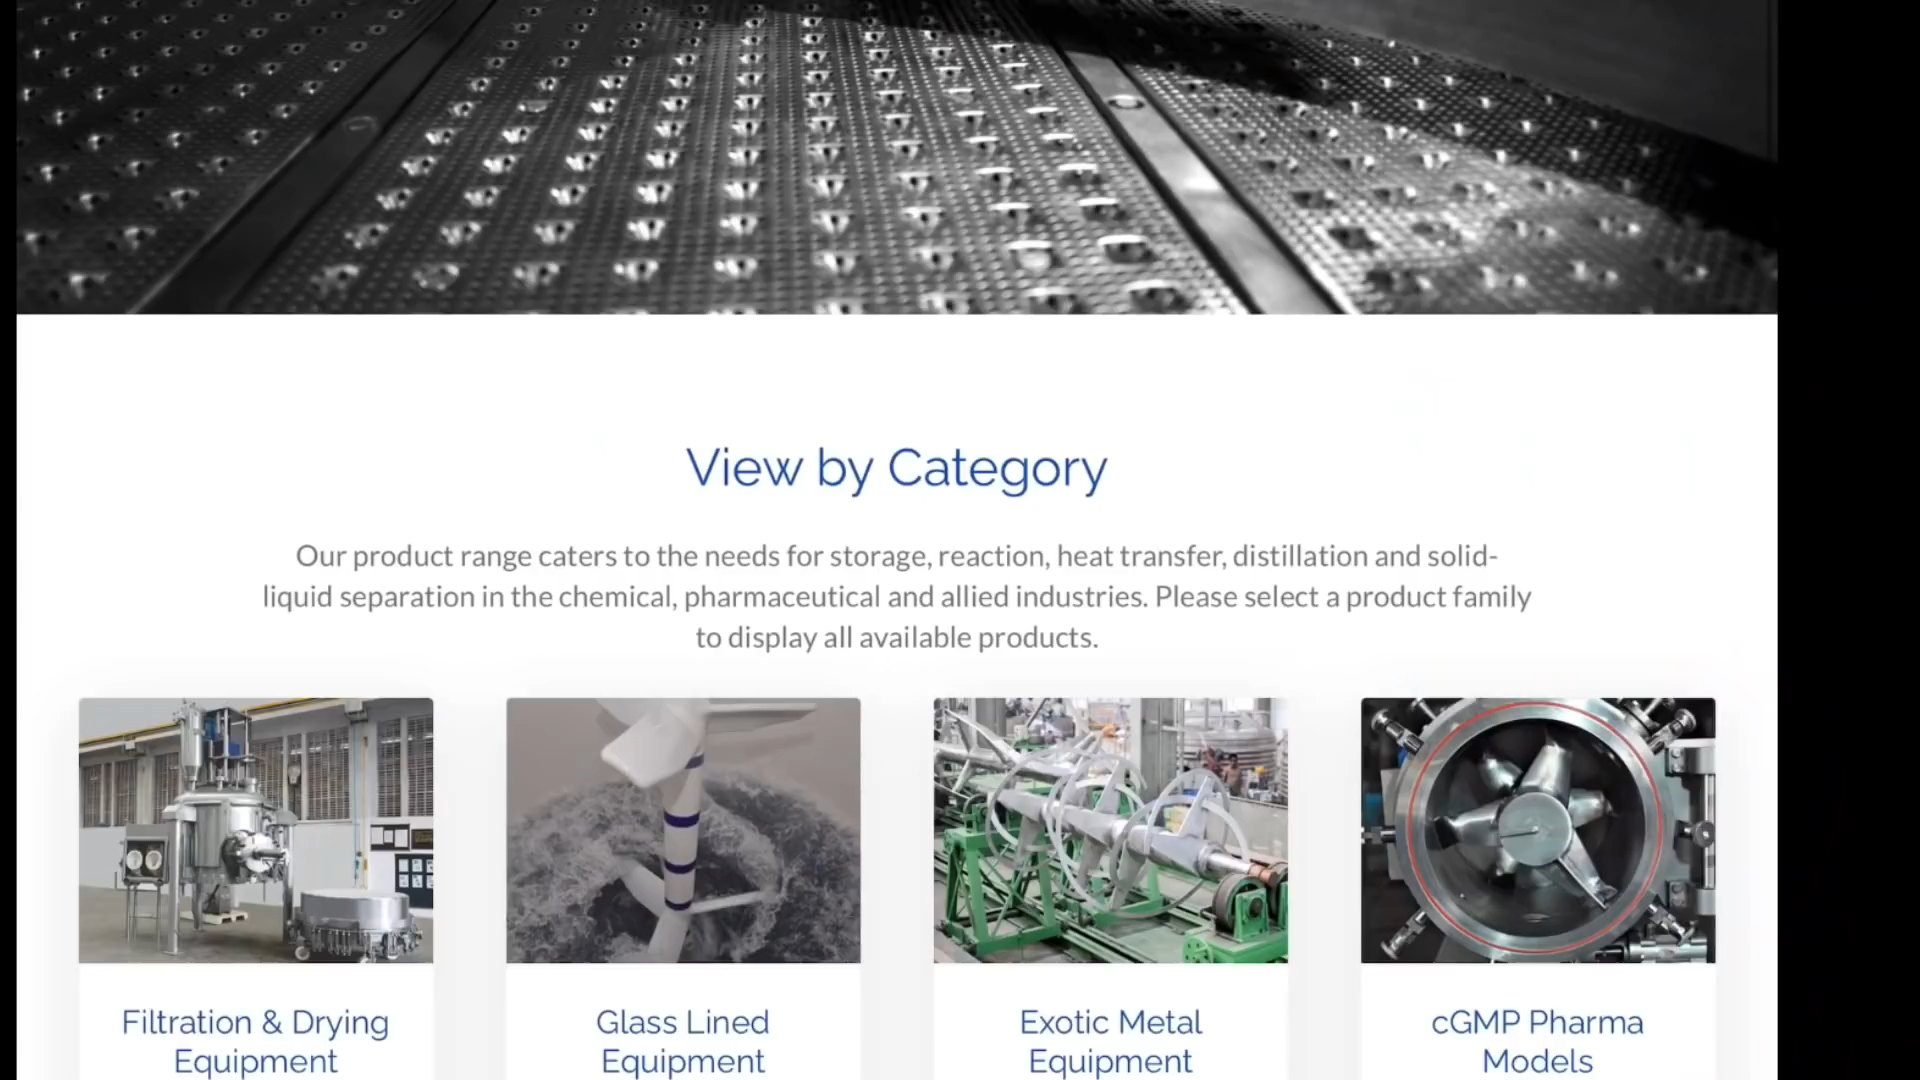 View by Category
Our product range caters to the needs for storage, reaction, heat transfer, distillation and solid-
liquid separation in the chemical, pharmaceutical and allied industries. Please select a product family
to display all available products.
Filtration & Drying
Equipment
Glass Lined
Equipment
Exotic Metal
Equipment
cGMP Pharma
Models